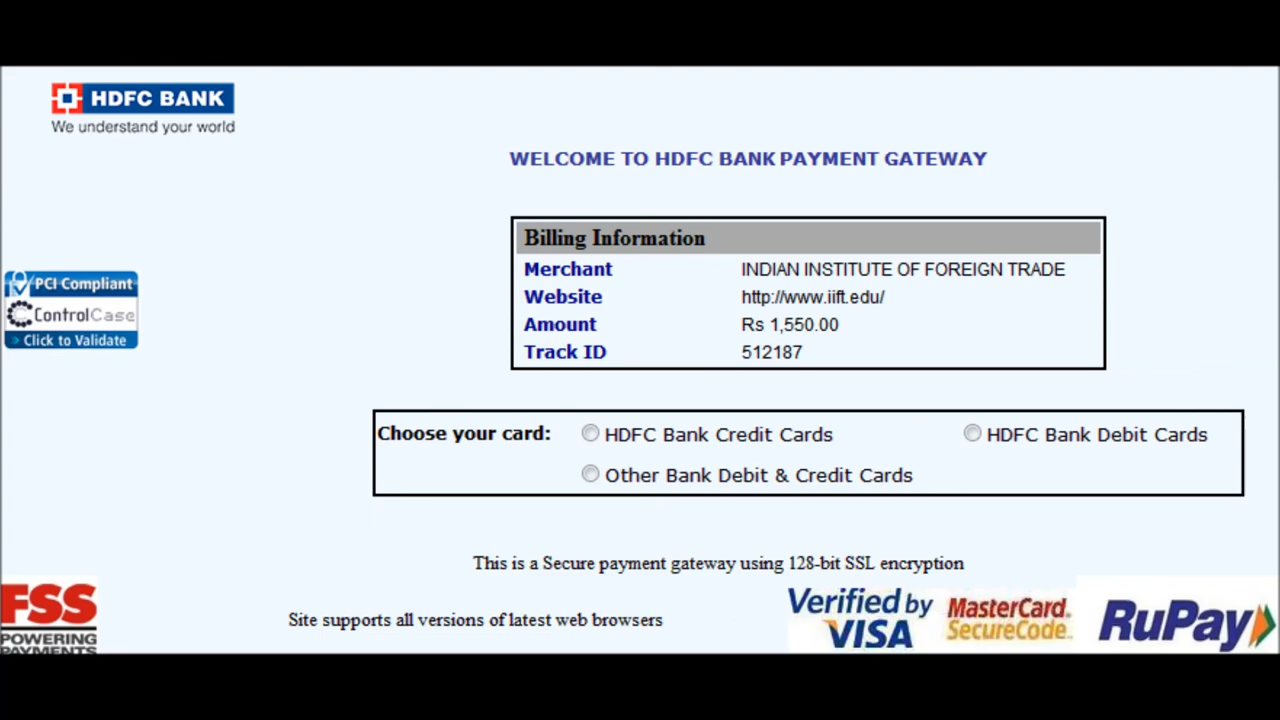 HDFC BANK
We understand your world
WELCOME TO HDFC BANK PAYMENT GATEWAY
Billing Information
Merchant INDIAN INSTITUTE OF FOREIGN TRADE
Website http://www.iift.edu/
Amount Rs 1,550.00
Track ID 512187
PCI Compliant
ControlCase
» Click to Validate
Choose your card: HDFC Bank Credit Cards HDFC Bank Debit Cards
Other Bank Debit & Credit Cards
This is a Secure payment gateway using 128-bit SSL encryption
FSS
POWERING
PAYMENTS
Site supports all versions of latest web browsers
Verified by
VISA
MasterCard.
SecureCode.
RuPay